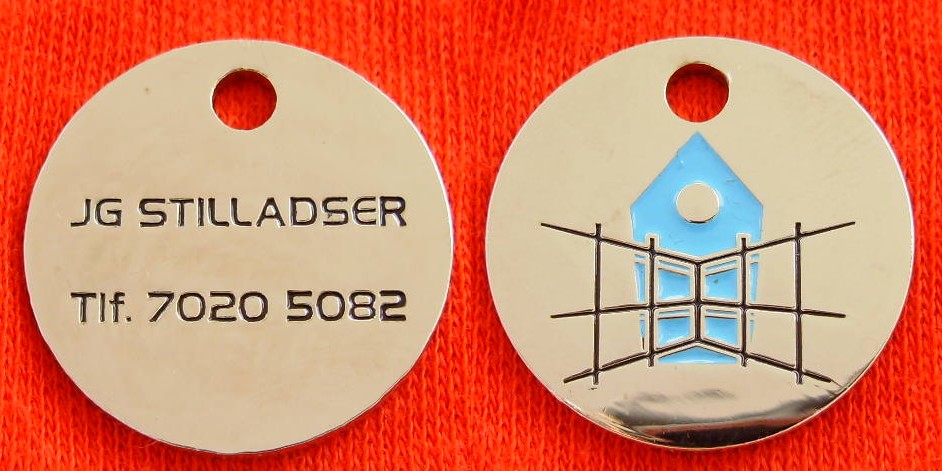 JG STILLADSER
Tlf. 7020 5082